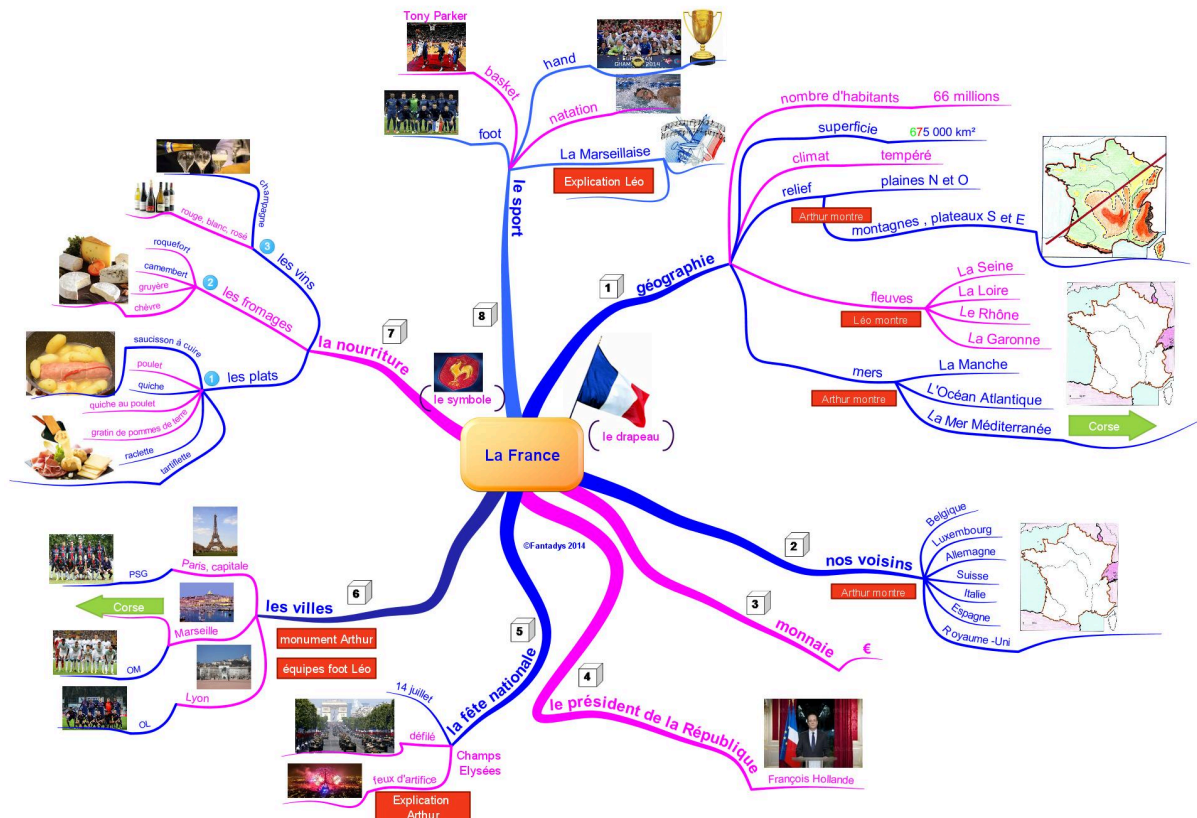 La France
le symbole
le drapeau
©Fantadys 2014
1
géographie
nombre d'habitants
66 millions
superficie
675 000 km²
climat
tempéré
relief
plaines N et O
Arthur montre
montagnes , plateaux S et E
fleuves
Léo montre
La Seine
La Loire
Le Rhône
La Garonne
mers
Arthur montre
La Manche
L'Océan Atlantique
La Mer Méditerranée
Corse
2
nos voisins
Arthur montre
Belgique
Luxembourg
Allemagne
Suisse
Italie
Espagne
Royaume -Uni
3
monnaie
€
4
le président de la République
François Hollande
5
la fête nationale
14 juillet
défilé
Champs
Elysées
feux d'artifice
Explication
Arthur
6
les villes
monument Arthur
équipes foot Léo
Paris, capitale
PSG
Corse
Marseille
OM
Lyon
OL
7
la nourriture
1
les plats
saucisson á cuire
poulet
quiche
quiche au poulet
gratin de pommes de terre
raclette
tartiflette
2
les fromages
roquefort
camembert
gruyère
chèvre
3
les vins
rouge, blanc, rosé
champagne
8
le sport
foot
basket
Tony Parker
hand
natation
La Marseillaise
Explication Léo